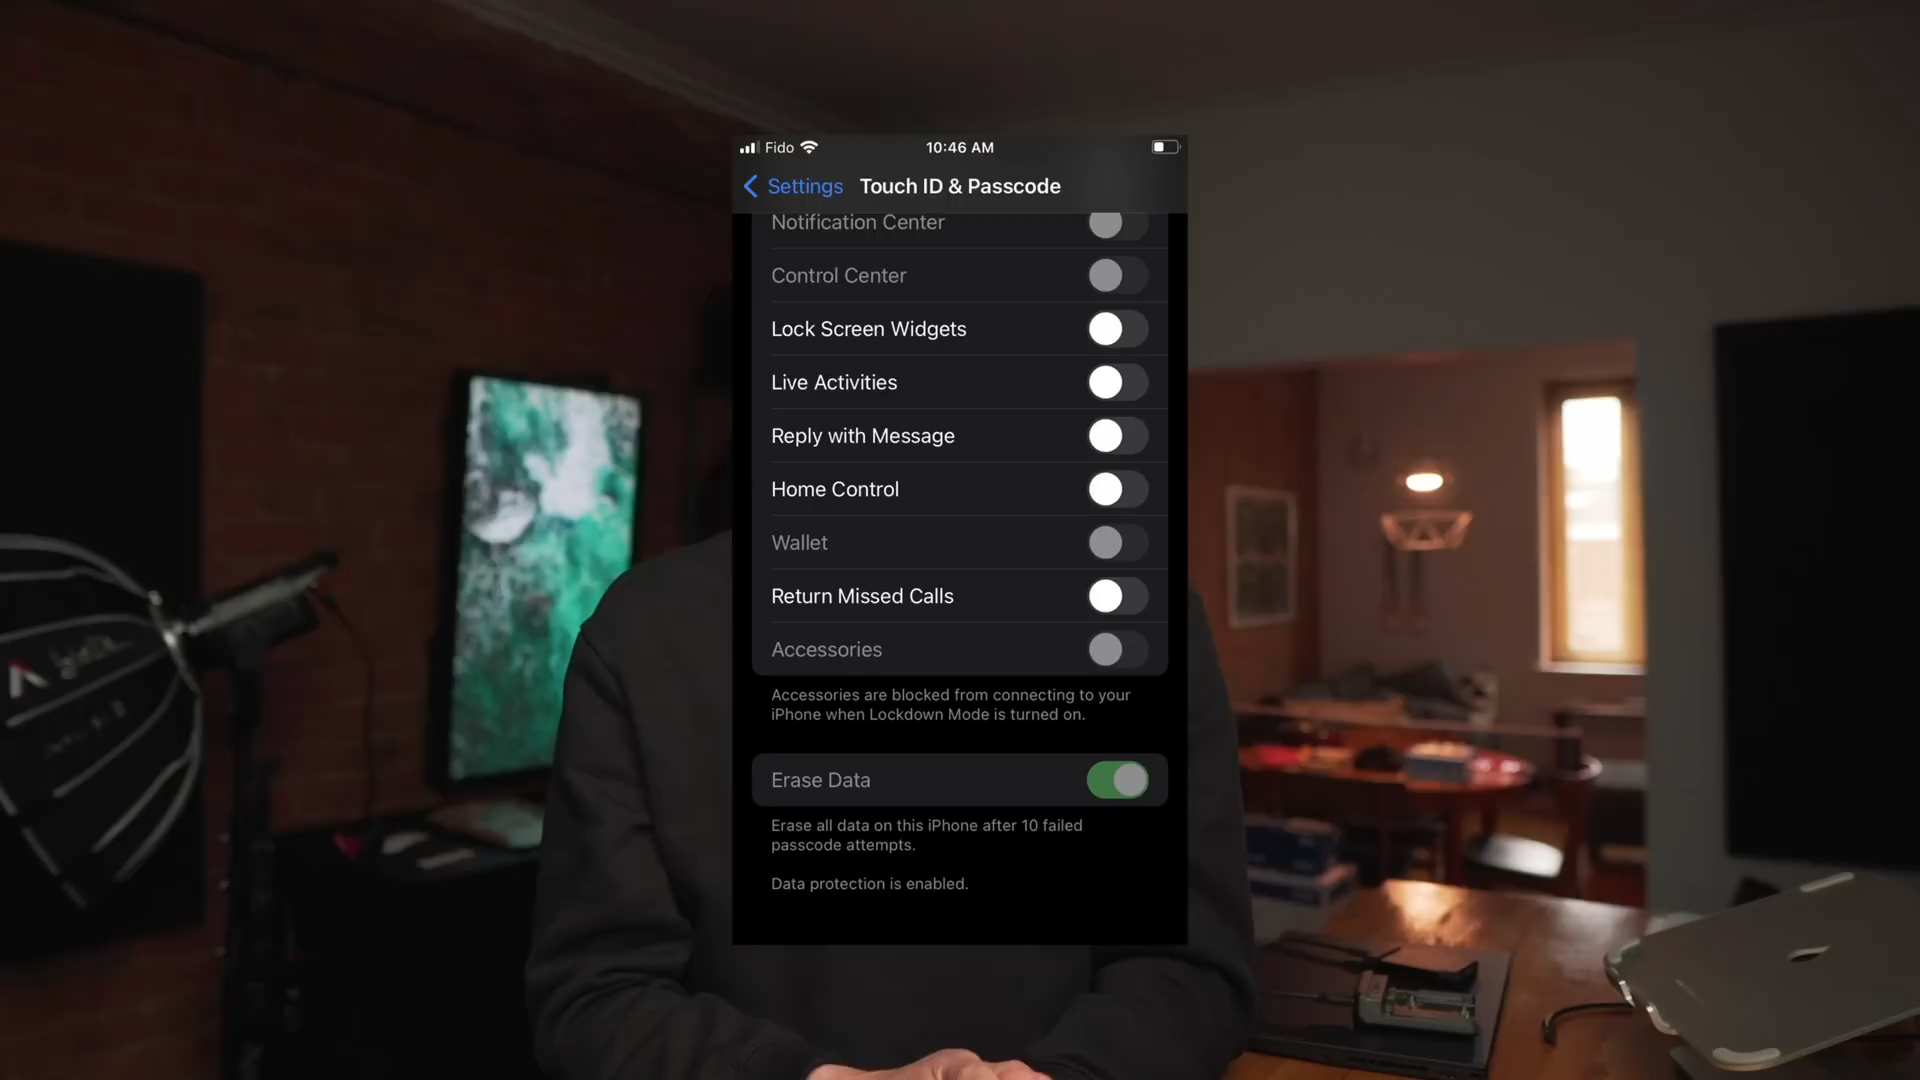 Fido
10:46 AM
Settings
Touch ID & Passcode
Notification Center
Control Center
Lock Screen Widgets
Live Activities
Reply with Message
Home Control
Wallet
Return Missed Calls
Accessories
Accessories are blocked from connecting to your
iPhone when Lockdown Mode is turned on.
Erase Data
Erase all data on this iPhone after 10 failed
passcode attempts.
Data protection is enabled.